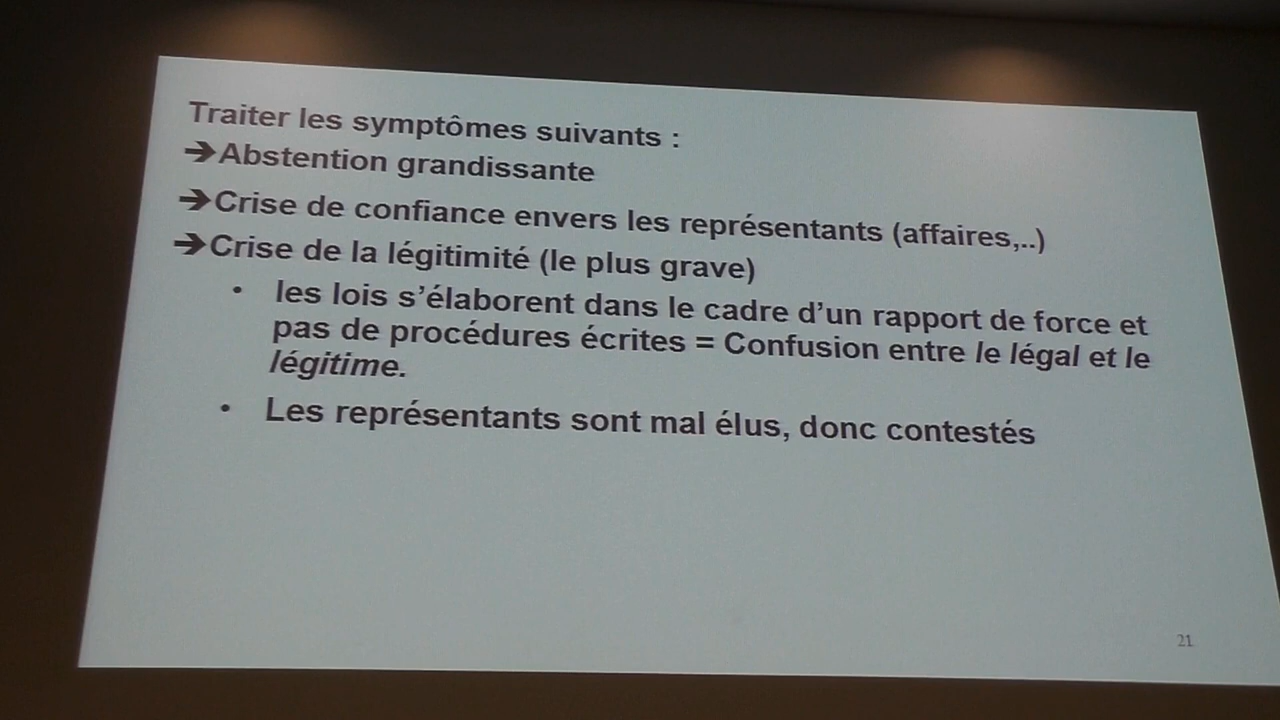 Traiter les symptômes suivants :
➔Abstention grandissante
➔Crise de confiance envers les représentants (affaires,..)
➔Crise de la légitimité (le plus grave)
• les lois s’élaborent dans le cadre d’un rapport de force et
pas de procédures écrites = Confusion entre le légal et le
légitime.
• Les représentants sont mal élus, donc contestés
21